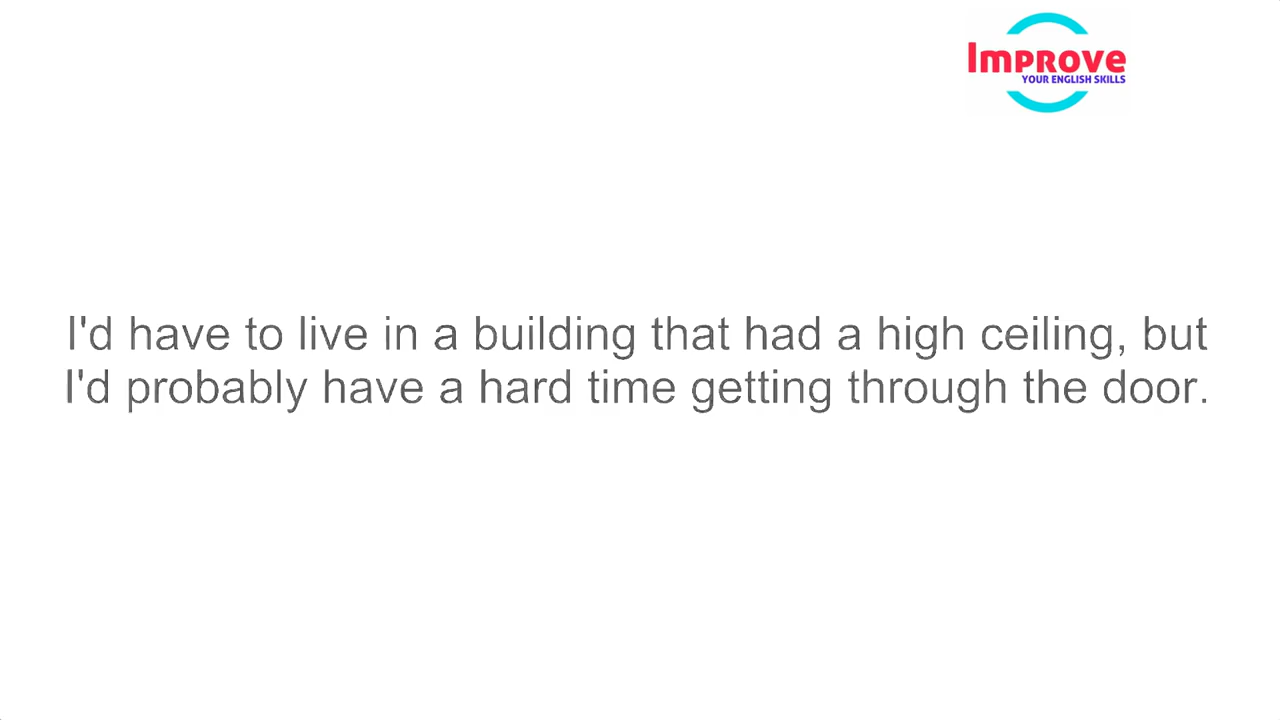 Improve
YOUR ENGLISH SKILLS
I'd have to live in a building that had a high ceiling, but
I'd probably have a hard time getting through the door.